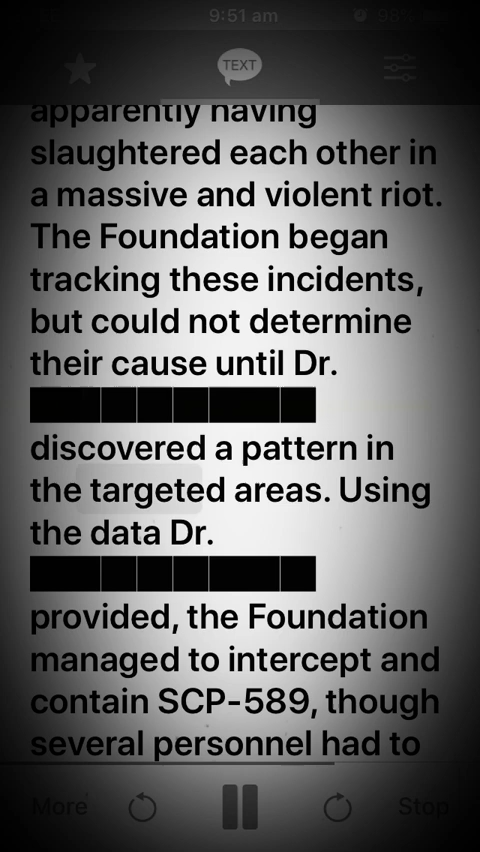 9:51 am
98%
TEXT
apparently having
slaughtered each other in
a massive and violent riot.
The Foundation began
tracking these incidents,
but could not determine
their cause until Dr.
████████
discovered a pattern in
the targeted areas. Using
the data Dr.
████████
provided, the Foundation
managed to intercept and
contain SCP-589, though
several personnel had to
More
Stop